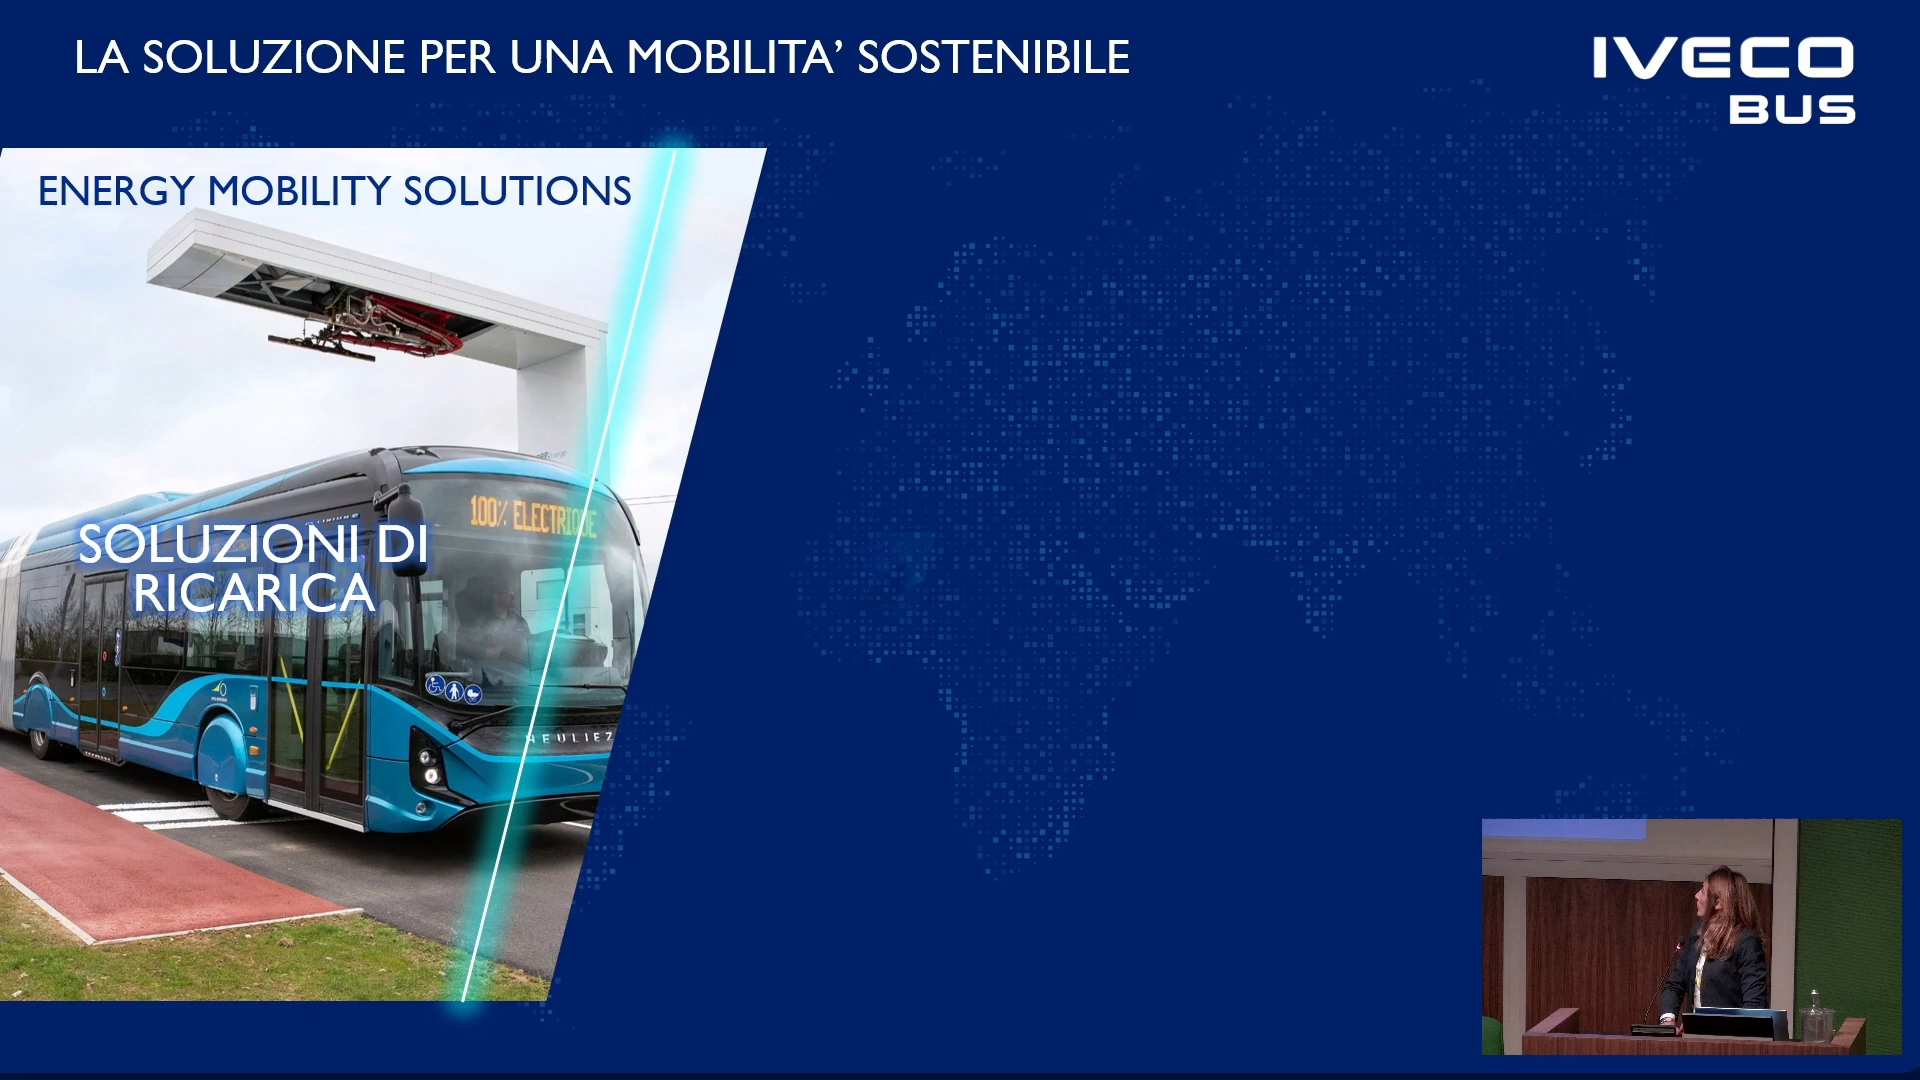 LA SOLUZIONE PER UNA MOBILITA’ SOSTENIBILE
IVECO
BUS
ENERGY MOBILITY SOLUTIONS
100% ELECTRIQUE
SOLUZIONI DI
RICARICA
HEULIEZ